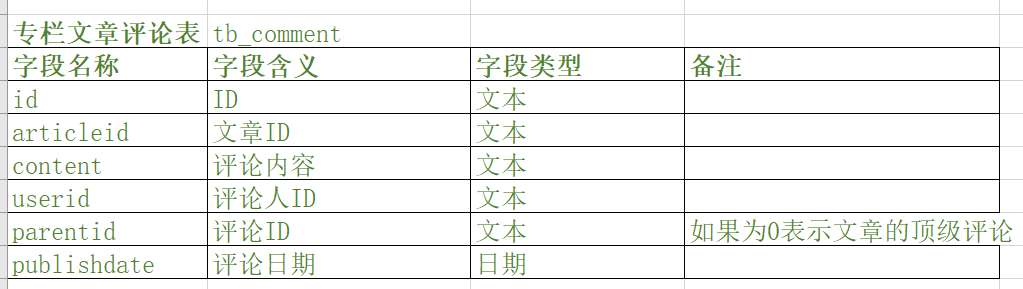 专栏文章评论表 tb_comment
字段名称 字段含义 字段类型 备注
id ID 文本
articleid 文章ID 文本
content 评论内容 文本
userid 评论人ID 文本
parentid 评论ID 文本 如果为0表示文章的顶级评论
publishdate 评论日期 日期